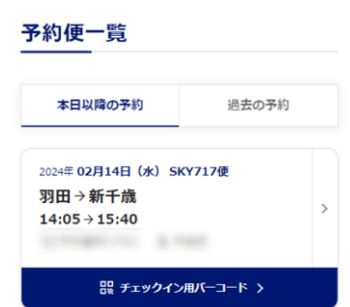 予約便一覧
本日以降の予約
過去の予約
2024年 02月14日（水） SKY717便
羽田→新千歳
14:05→15:40
チェックイン用バーコード